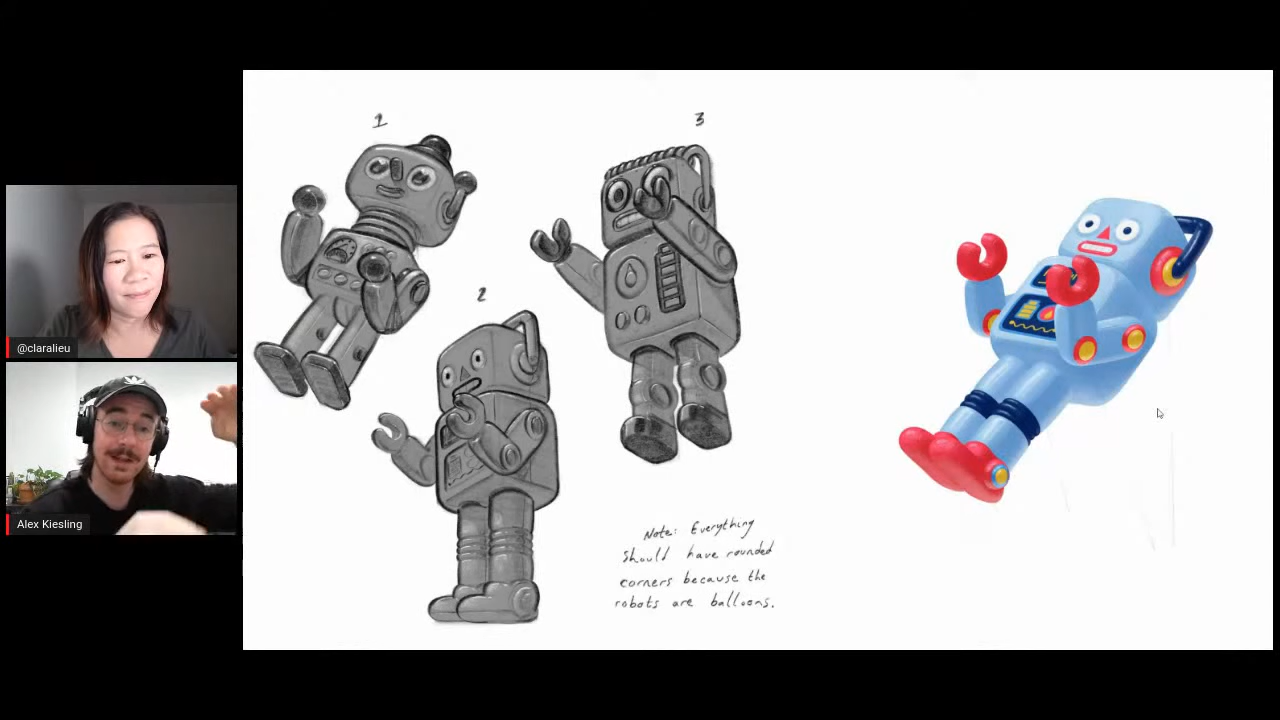 1
3
2
@claralieu
Alex Kiesling
Note: Everything
Should have rounded
corners because the
robots are balloons.